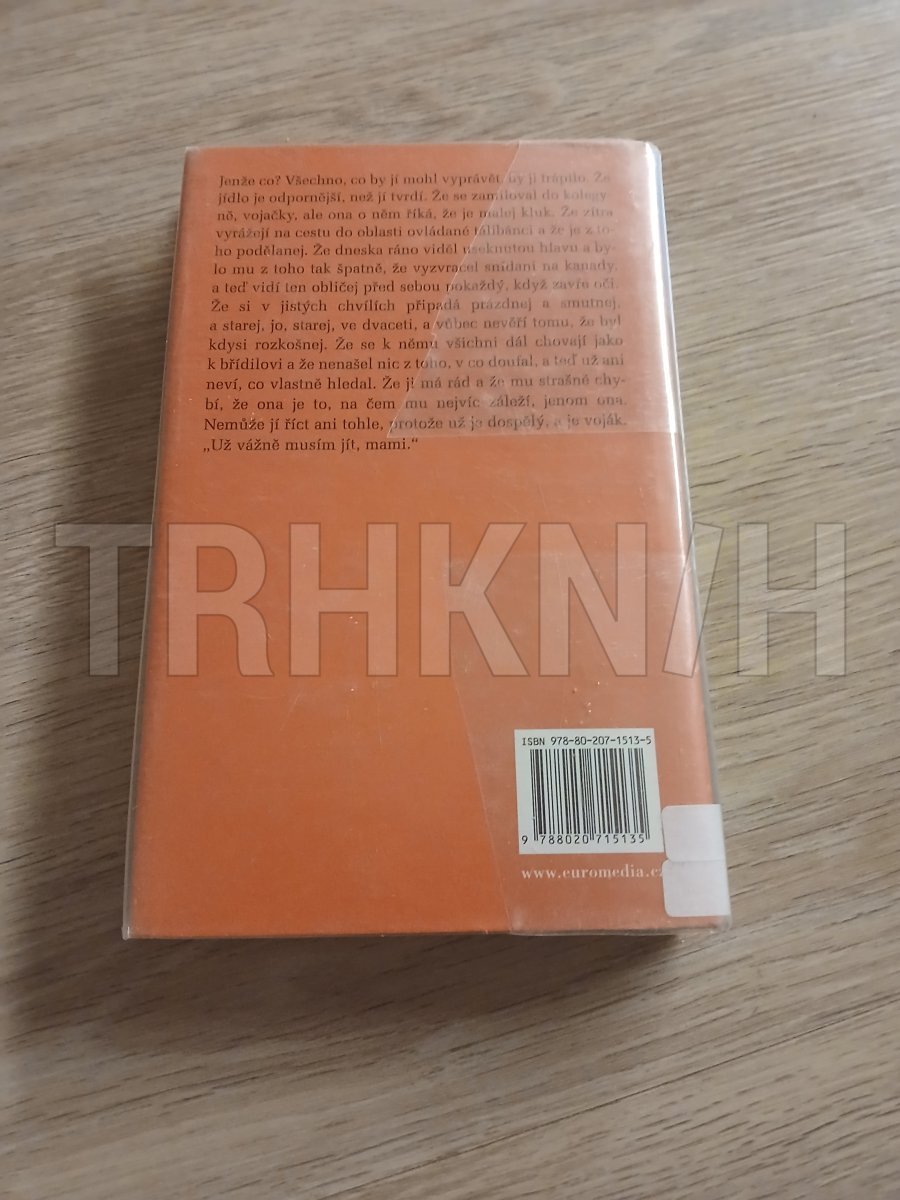 Jenže co? Všechno, co by jí mohl vyprávět, by ji trápilo. Že
jídlo je odpornější, než jí tvrdí. Že se zamiloval do kolegy-
ně, vojačky, ale ona o něm říká, že je malej kluk. Že zítra
vyrážejí na cestu do oblasti ovládané tálibánci a že je z to-
ho podělanej. Že dneska ráno viděl useknutou hlavu a by-
lo mu z toho tak špatně, že vyzvracel snídani na kanady,
a teď vidí ten obličej před sebou pokaždý, když zavře oči.
Že si v jistých chvílích připadá prázdnej a smutnej,
a starej, jo, starej, ve dvaceti, a vůbec nevěří tomu, že byl
kdysi rozkošnej. Že se k němu všichni dál chovají jako
k břídilovi a že nenašel nic z toho, v co doufal, a teď už ani
neví, co vlastně hledal. Že ji má rád a že mu strašně chy-
bí, že ona je to, na čem mu nejvíc záleží, jenom ona.
Nemůže jí říct ani tohle, protože už je dospělý, a je voják.
„Už vážně musím jít, mami.“
TRHKNIH
ISBN 978-80-207-1513-5
9 788020 715135
www.euromedia.cz